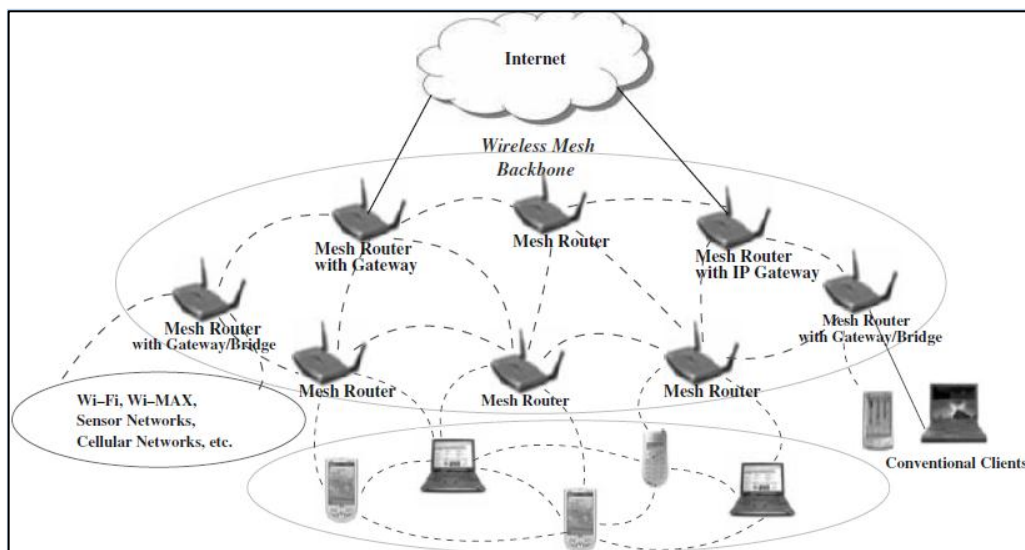 Internet
Wireless Mesh
Backbone
Mesh Router
with Gateway
Mesh Router
Mesh Router
with IP Gateway
Mesh Router
with Gateway/Bridge
Mesh Router
with Gateway/Bridge
Mesh Router
Mesh Router
Mesh Router
Wi–Fi, Wi–MAX,
Sensor Networks,
Cellular Networks, etc.
Conventional Clients